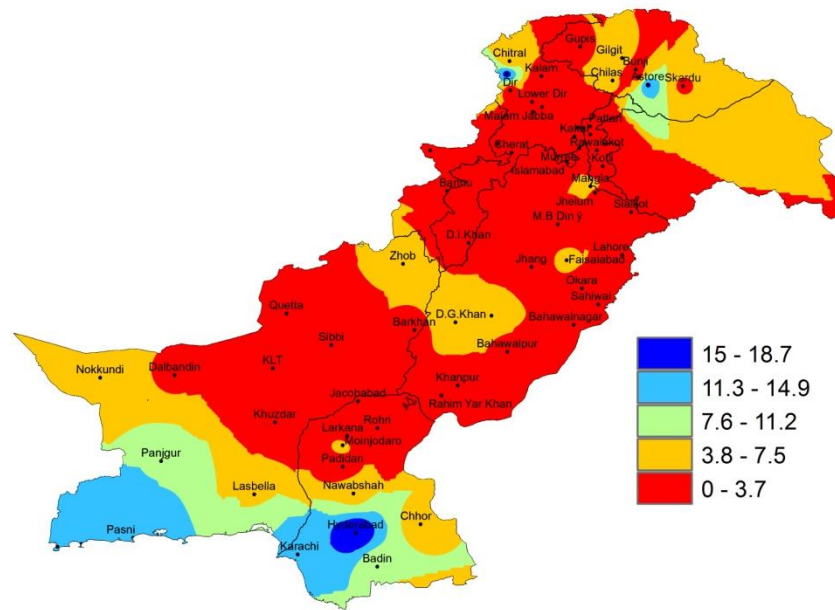 Gupis
Gilgit
Chitral
Bunji
Kalam
Chilas
Astore
Skardu
Dir
Lower Dir
Malam Jabba
Pattan
Kakul
Cherat
Rawalakot
Murree
Kotli
Islamabad
Bannu
Mangla
Jhelum
Sialkot
M.B Din ÿ
D.I.Khan
Zhob
Lahore
Jhang
Faisalabad
Okara
Sahiwal
Quetta
D.G.Khan
Barkhan
Bahawalnagar
Sibbi
Bahawalpur
Nokkundi
Dalbandin
KLT
Khanpur
Rahim Yar Khan
Jacobabad
Khuzdar
Rohri
Larkana
Moinjodaro
Panjgur
Padidan
Lasbella
Nawabshah
Pasni
Hyderabad
Chhor
Karachi
Badin
15 - 18.7
11.3 - 14.9
7.6 - 11.2
3.8 - 7.5
0 - 3.7